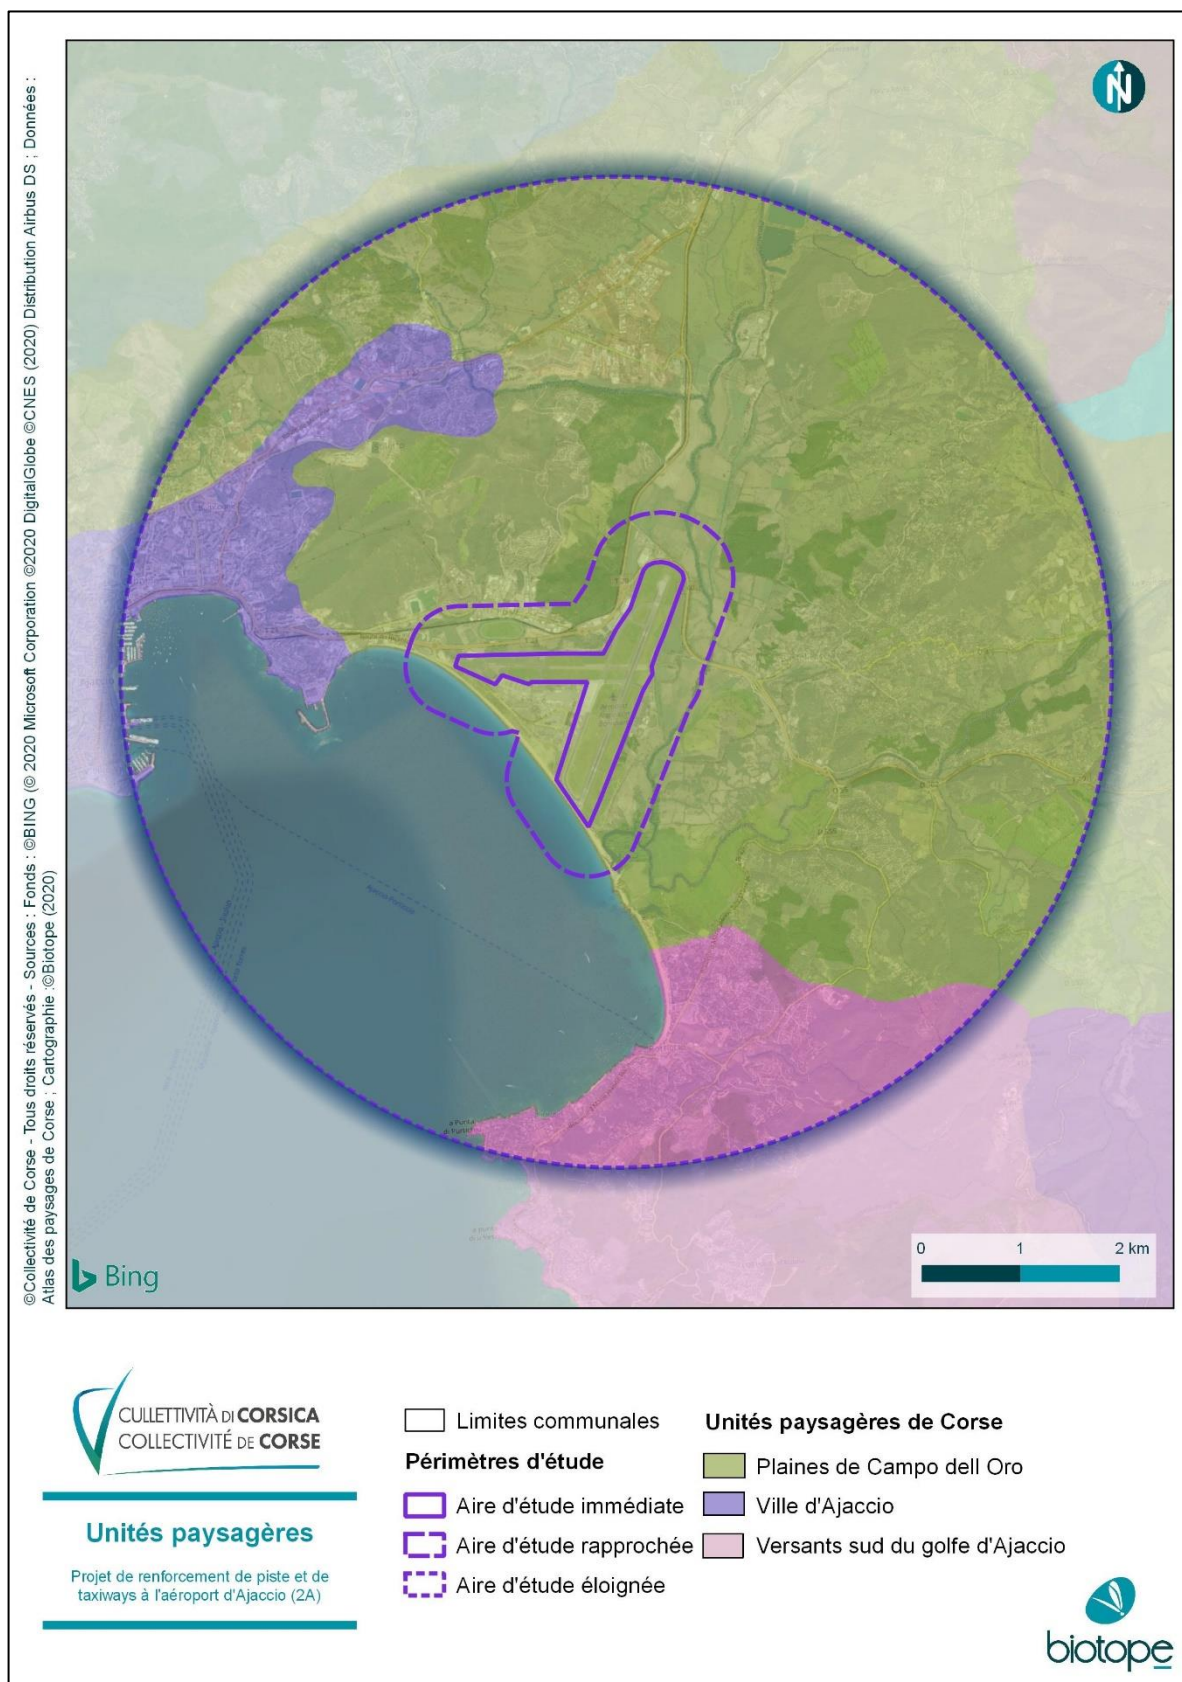 ©Collectivité de Corse - Tous droits réservés - Sources : Fonds : ©BING (© 2020 Microsoft Corporation ©2020 DigitalGlobe ©CNES (2020) Distribution Airbus DS ; Données :
Atlas des paysages de Corse ; Cartographie :©Biotope (2020)
N
0 1 2 km
Bing
CULLETTIVITÀ DI CORSICA
COLLECTIVITÉ DE CORSE
Unités paysagères
Projet de renforcement de piste et de
taxiways à l'aéroport d'Ajaccio (2A)
Limites communales
Périmètres d'étude
Aire d'étude immédiate
Aire d'étude rapprochée
Aire d'étude éloignée
Unités paysagères de Corse
Plaines de Campo dell Oro
Ville d'Ajaccio
Versants sud du golfe d'Ajaccio
biotope